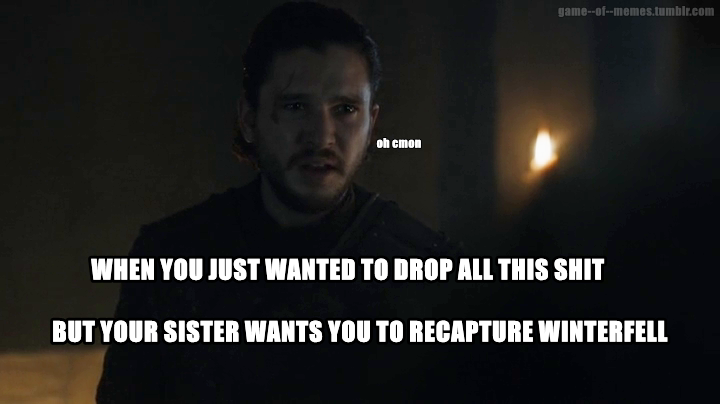 game--of--memes.tumblr.com
oh cmon
WHEN YOU JUST WANTED TO DROP ALL THIS SHIT
BUT YOUR SISTER WANTS YOU TO RECAPTURE WINTERFELL